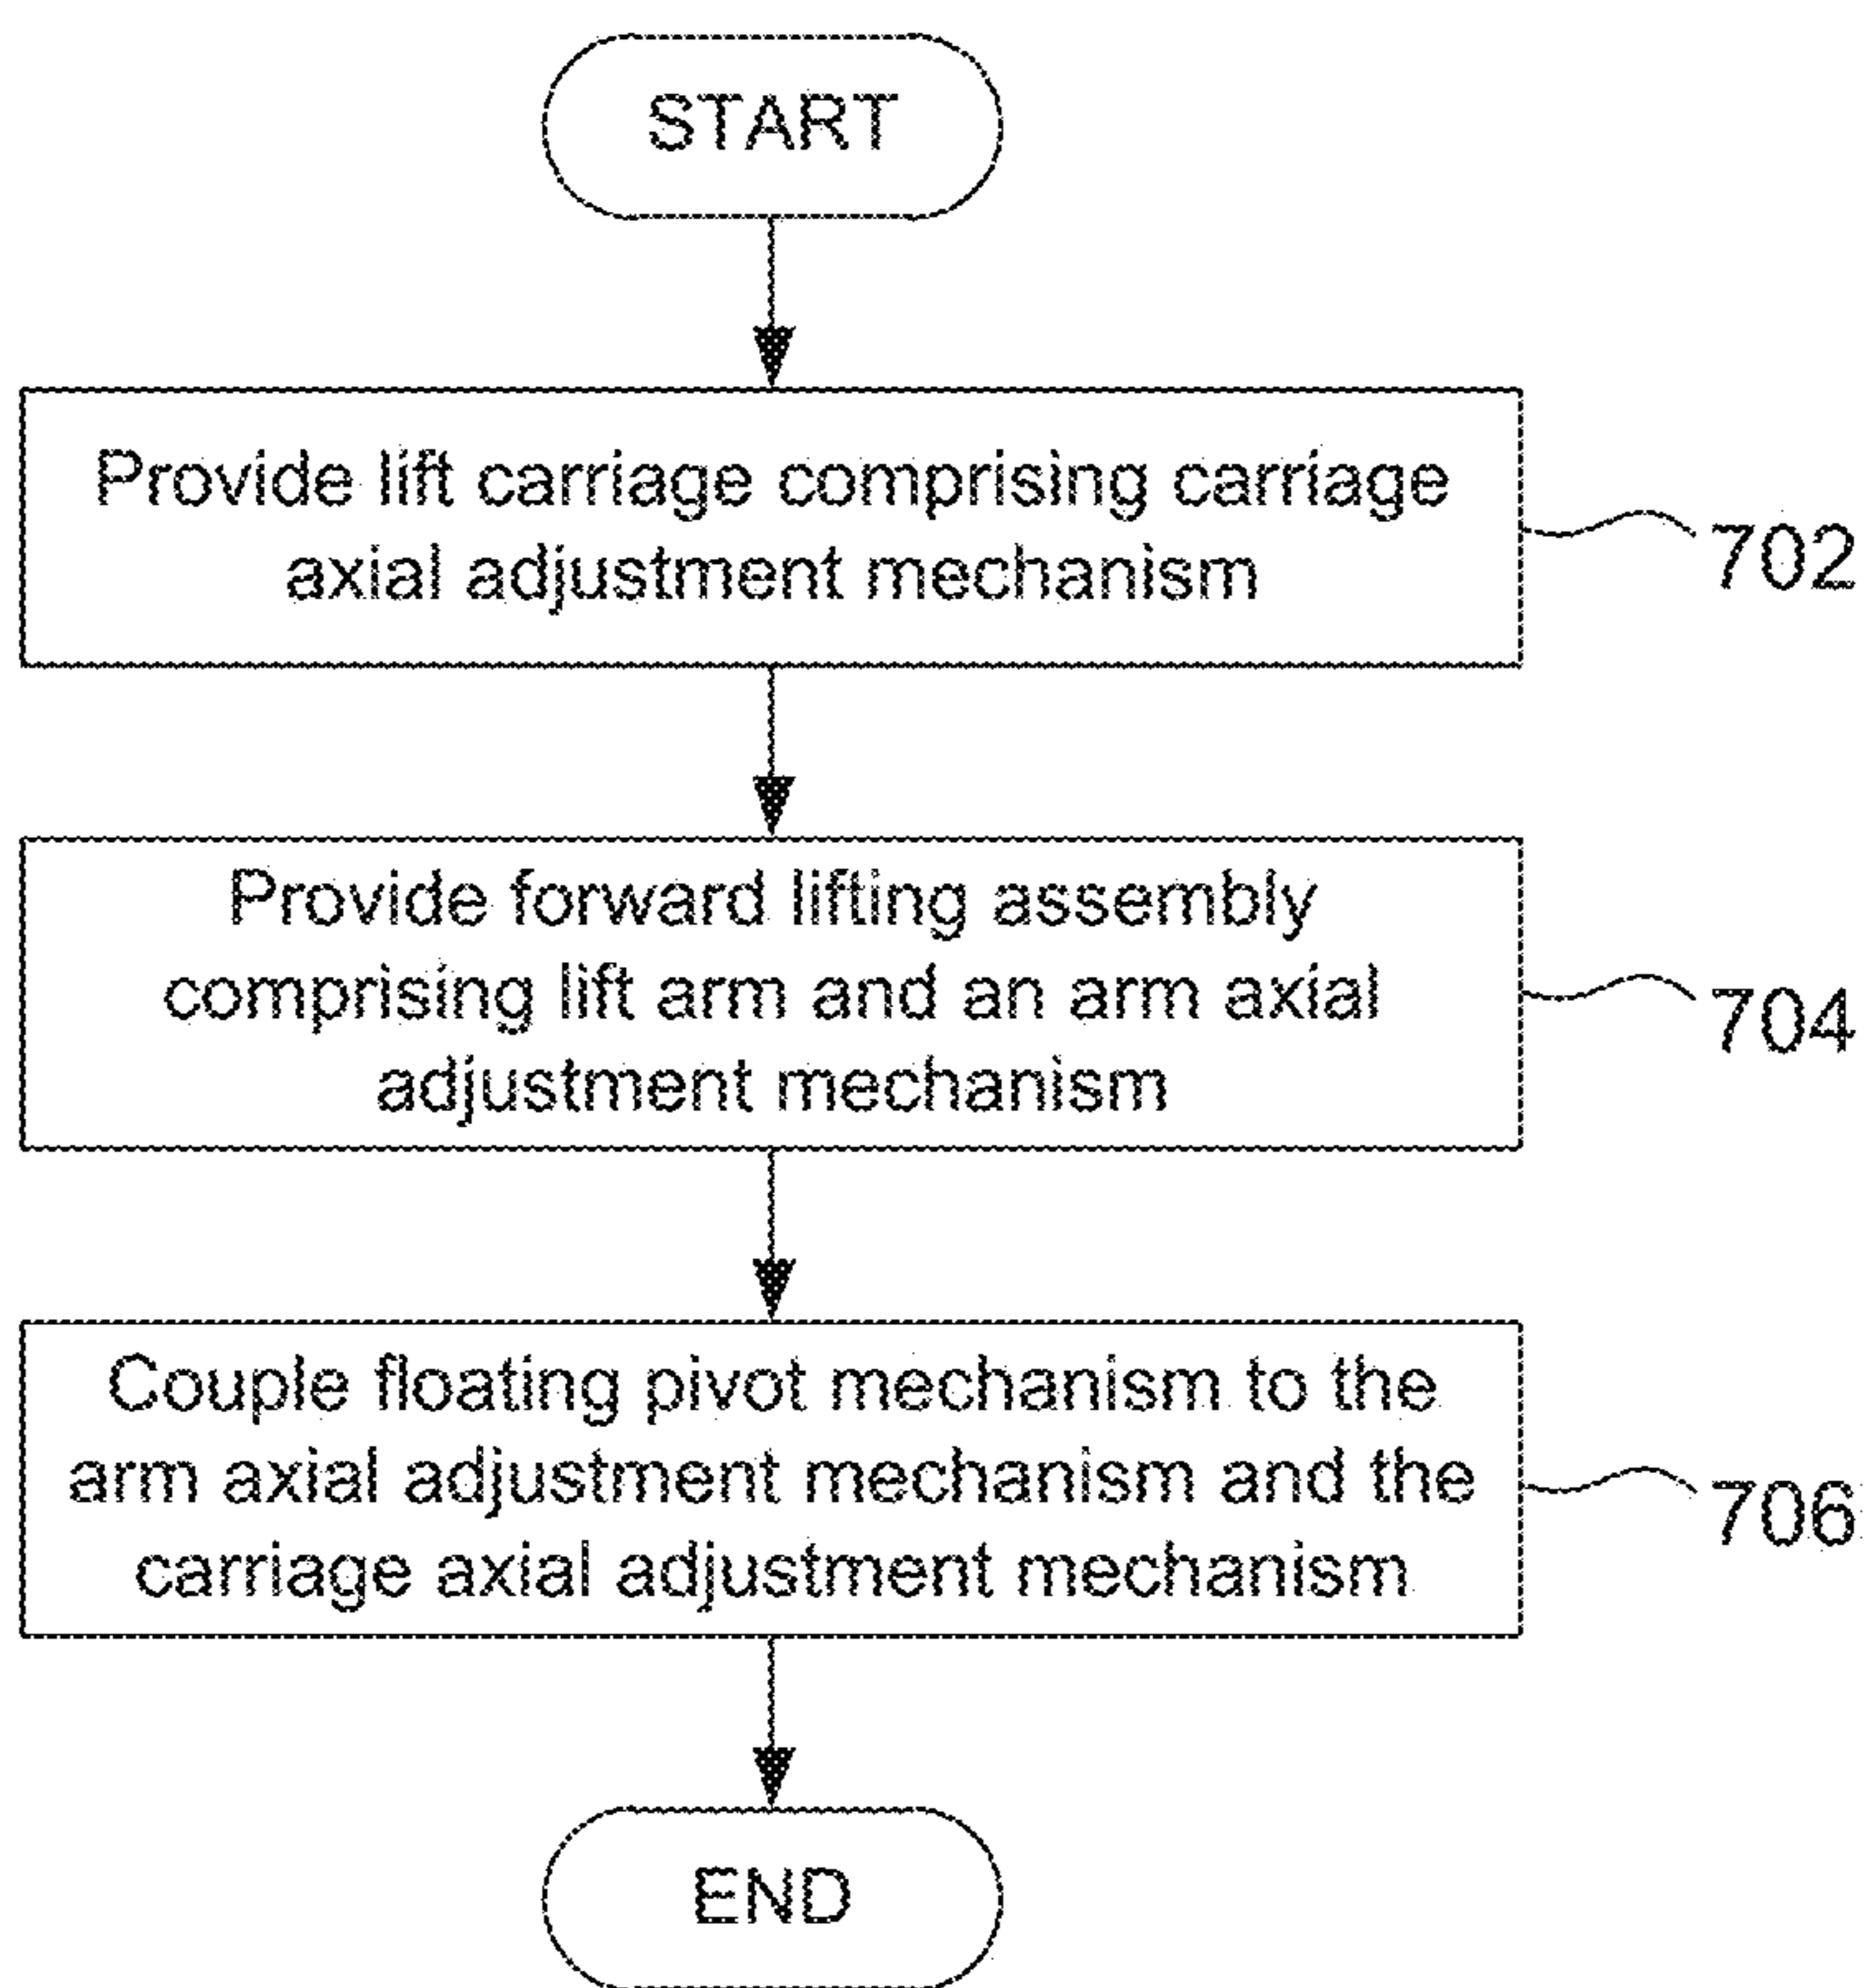 START
Provide lift carriage comprising carriage
axial adjustment mechanism
702
Provide forward lifting assembly
comprising lift arm and an arm axial
adjustment mechanism
704
Couple floating pivot mechanism to the
arm axial adjustment mechanism and the
carriage axial adjustment mechanism
706
END